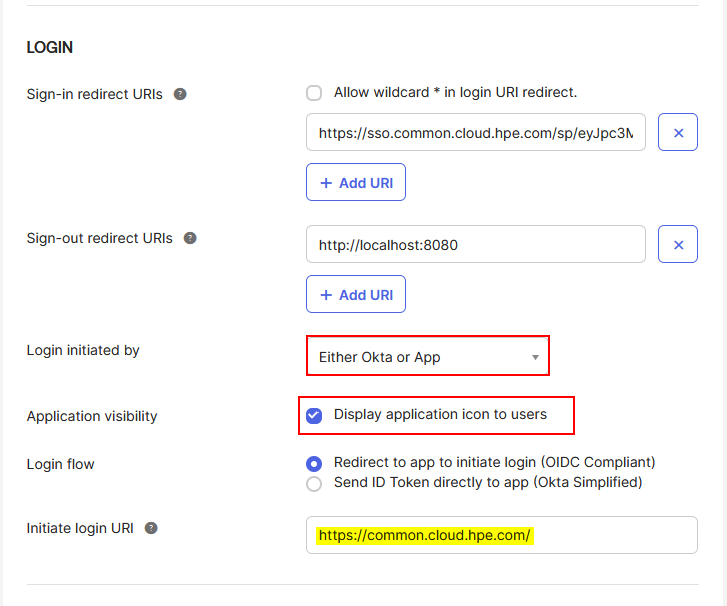 LOGIN
Sign-in redirect URIs ?
Allow wildcard * in login URI redirect.
https://sso.common.cloud.hpe.com/sp/eyJpc3M
+ Add URI
Sign-out redirect URIs ?
http://localhost:8080
+ Add URI
Login initiated by
Either Okta or App
Application visibility
Display application icon to users
Login flow
Redirect to app to initiate login (OIDC Compliant)
Send ID Token directly to app (Okta Simplified)
Initiate login URI ?
https://common.cloud.hpe.com/